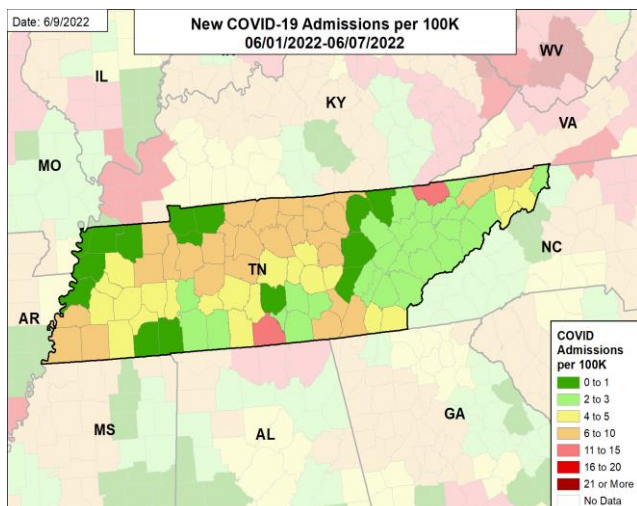 Date: 6/9/2022
New COVID-19 Admissions per 100K
06/01/2022-06/07/2022
WV
IL
KY
VA
MO
TN
NC
AR
MS
AL
GA
COVID
Admissions
per 100K
0 to 1
2 to 3
4 to 5
6 to 10
11 to 15
16 to 20
21 or More
No Data